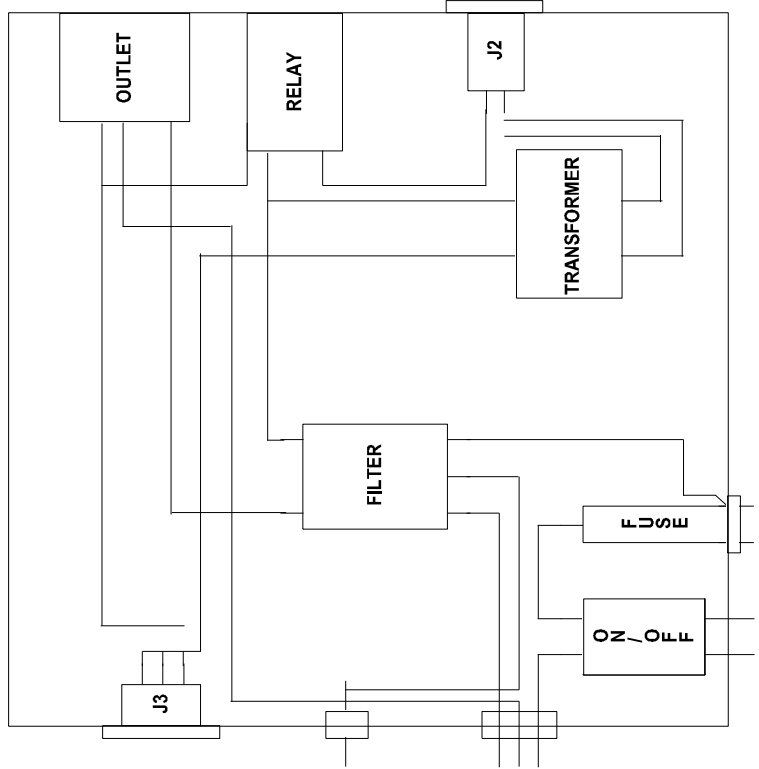 OUTLET
RELAY
J2
TRANSFORMER
FILTER
FUSE
ON/OFF
J3